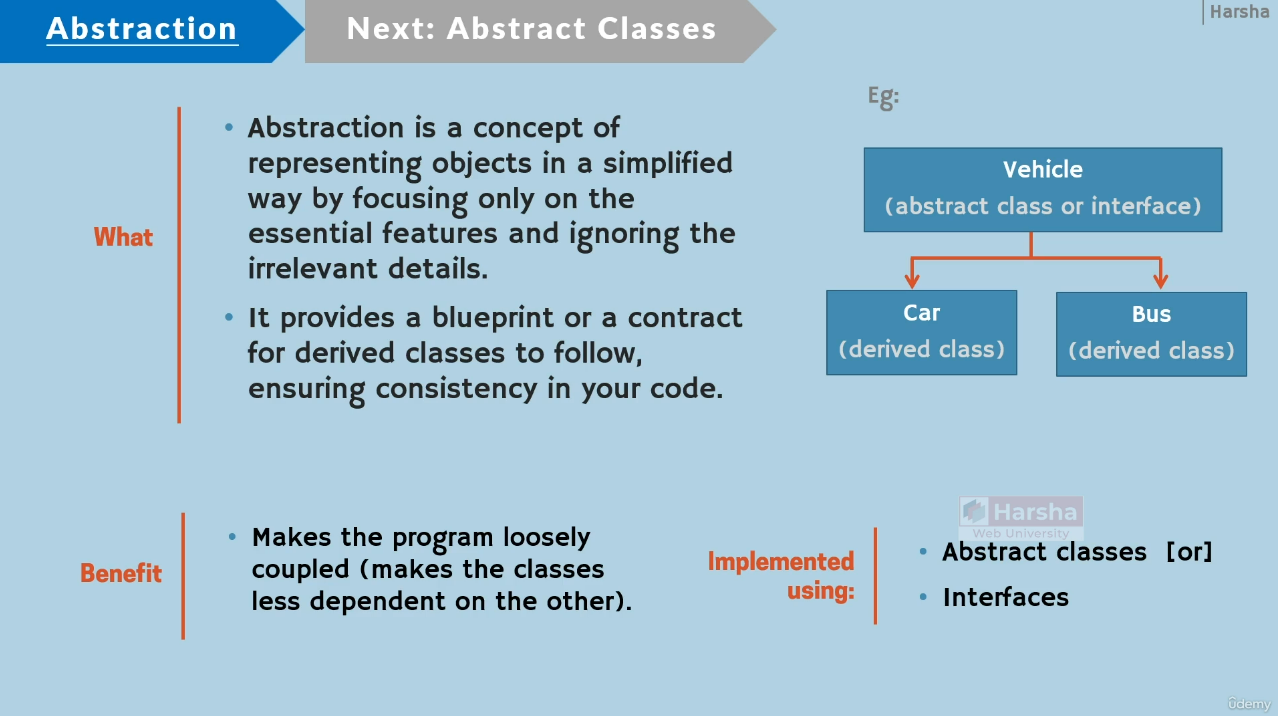 Abstraction
Next: Abstract Classes
Harsha
What
• Abstraction is a concept of
representing objects in a simplified
way by focusing only on the
essential features and ignoring the
irrelevant details.
• It provides a blueprint or a contract
for derived classes to follow,
ensuring consistency in your code.
Eg:
Vehicle
(abstract class or interface)
Car
(derived class)
Bus
(derived class)
Benefit
• Makes the program loosely
coupled (makes the classes
less dependent on the other).
Harsha
Web University
Implemented
using:
• Abstract classes [or]
• Interfaces
ûdemy